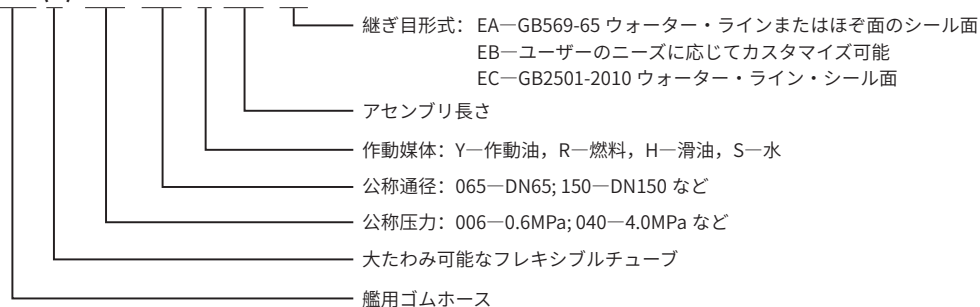 継ぎ目形式：EA—GB569-65 ウォーター・ラインまたはほぞ面のシール面
EB—ユーザーのニーズに応じてカスタマイズ可能
EC—GB2501-2010 ウォーター・ライン・シール面
アセンブリ長さ
作動媒体：Y—作動油，R—燃料，H—滑油，S—水
公称通径：065—DN65; 150—DN150 など
公称压力：006—0.6MPa; 040—4.0MPa など
大たわみ可能なフレキシブルチューブ
艦用ゴムホース